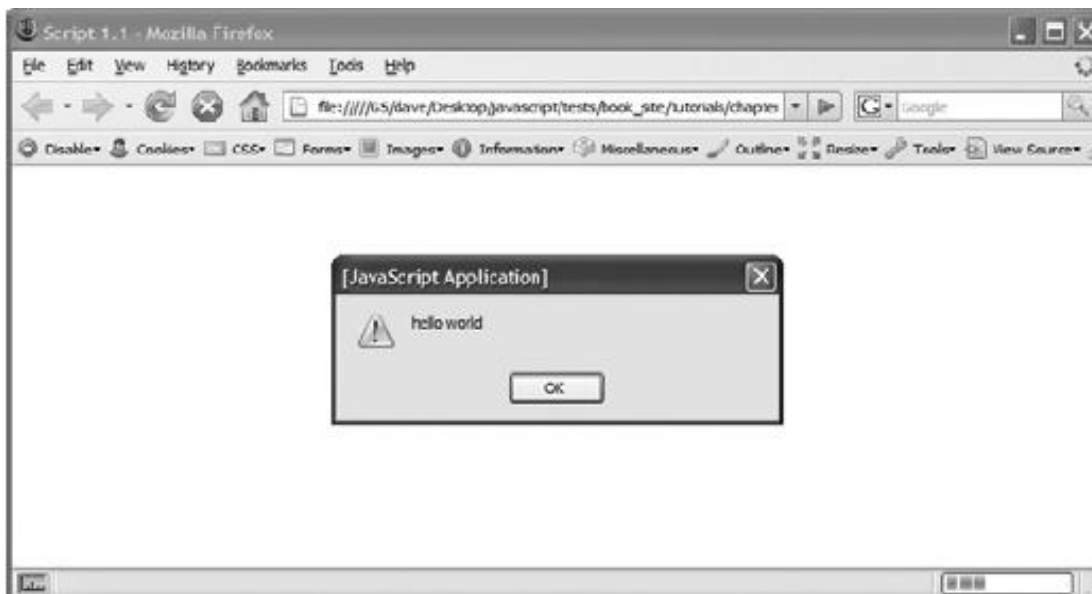 Script 1.1 - Mozilla Firefox
File Edit View History Bookmarks Tools Help
file://///G5/dave/Desktop/javascript/tests/book_site/tutorials/chapter G Google
Disable Cookies CSS Forms Images Information Miscellaneous Outline Resize Tools View Source
[JavaScript Application]
hello world
OK